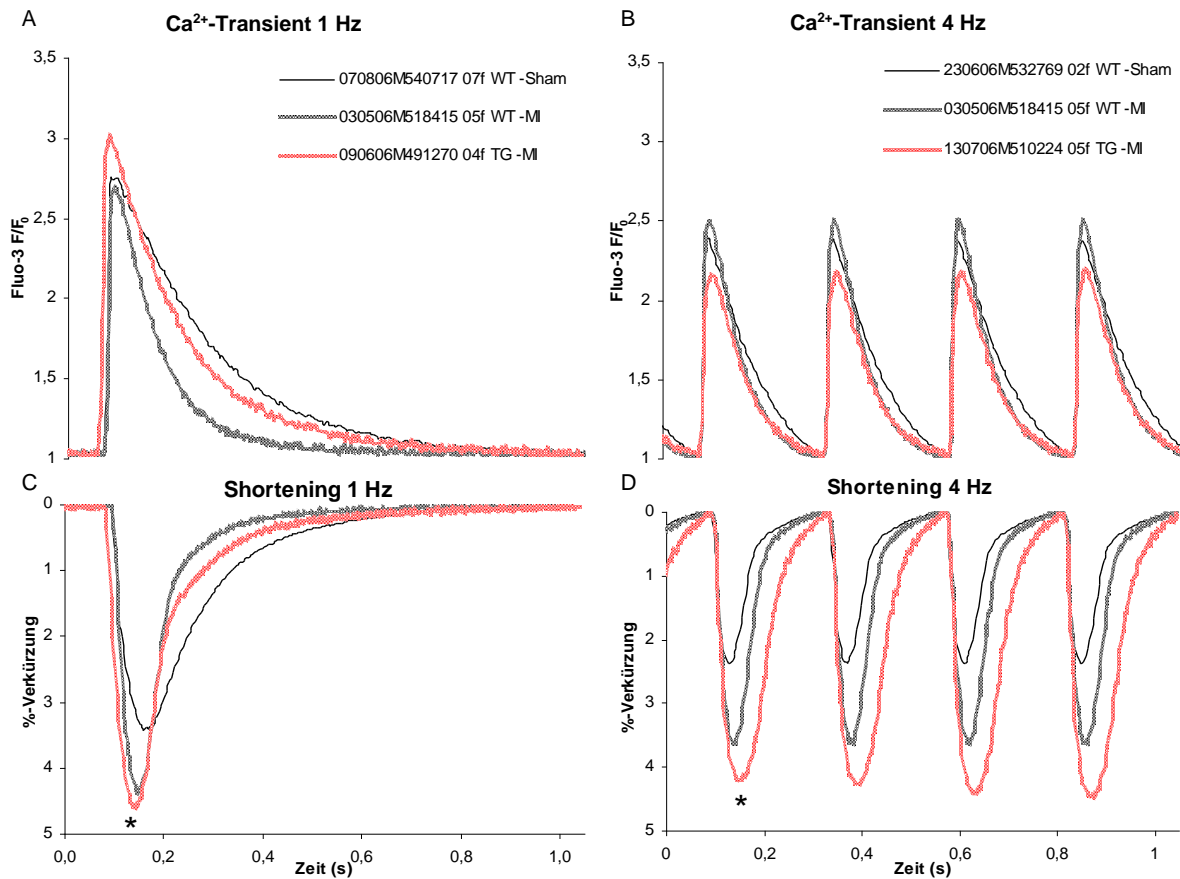 A
Ca²⁺-Transient 1 Hz
3,5
3
2,5
2
1,5
1
Fluo-3 F/F₀
070806M540717 07f WT -Sham
030506M518415 05f WT -MI
090606M491270 04f TG -MI
B
Ca²⁺-Transient 4 Hz
3,5
3
2,5
2
1,5
1
Fluo-3 F/F₀
230606M532769 02f WT -Sham
030506M518415 05f WT -MI
130706M510224 05f TG -MI
C
Shortening 1 Hz
0
1
2
3
4
5
%-Verkürzung
*
0,0
0,2
0,4
0,6
0,8
1,0
Zeit (s)
D
Shortening 4 Hz
0
1
2
3
4
5
%-Verkürzung
*
0
0,2
0,4
0,6
0,8
1
Zeit (s)